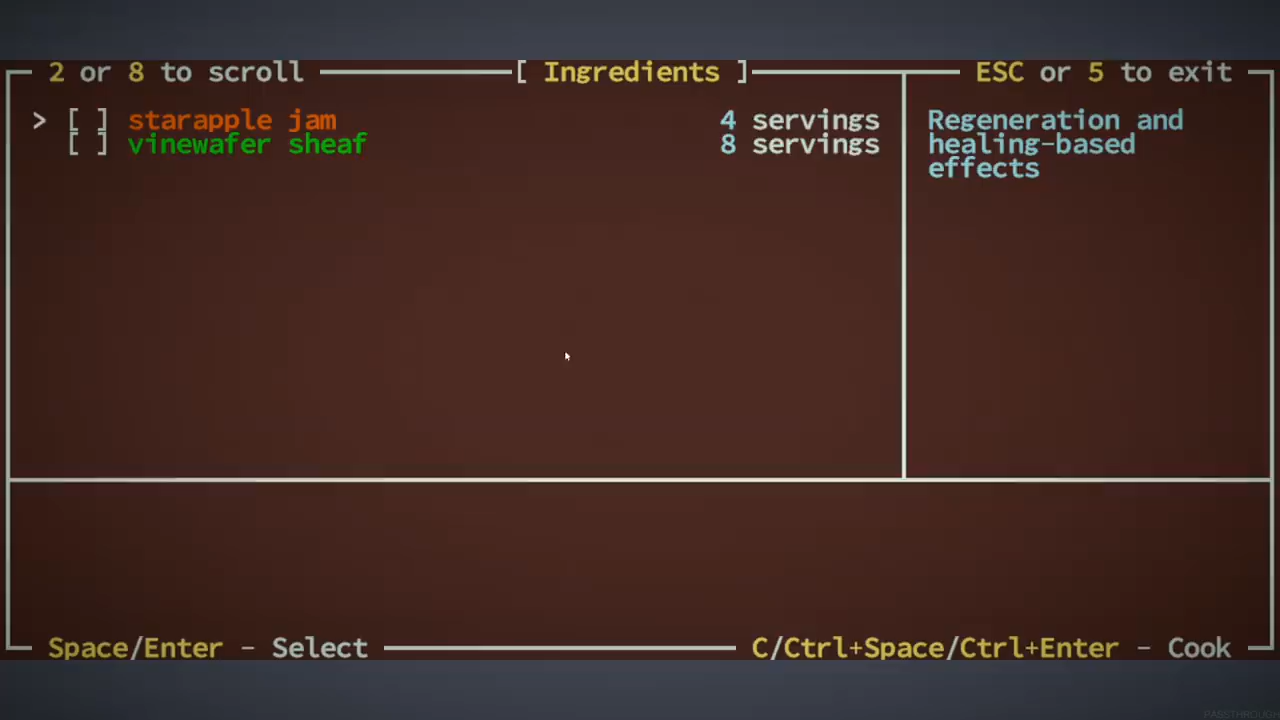 2 or 8 to scroll [ Ingredients ] ESC or 5 to exit
> [ ] starapple jam 4 servings
[ ] vinewafer sheaf 8 servings
Regeneration and
healing-based
effects
Space/Enter - Select C/Ctrl+Space/Ctrl+Enter - Cook